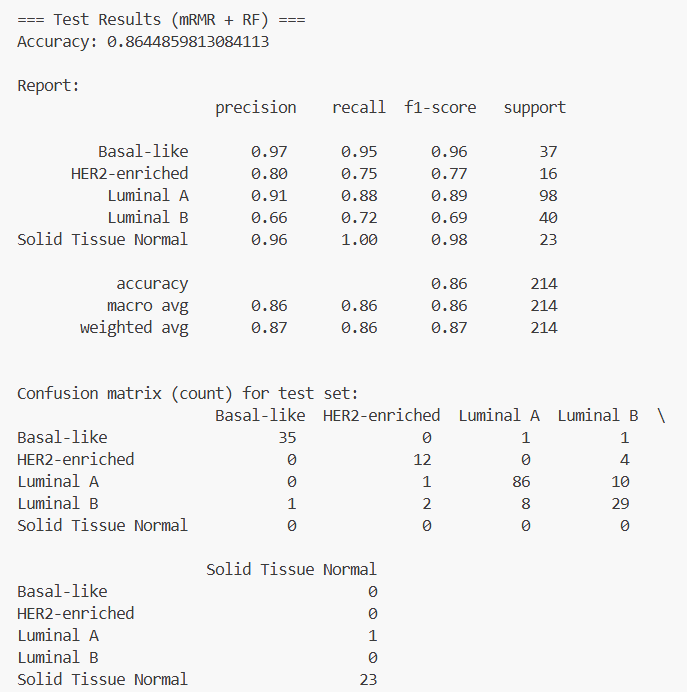 === Test Results (mRMR + RF) ===
Accuracy: 0.8644859813084113
Report:
precision recall f1-score support
Basal-like 0.97 0.95 0.96 37
HER2-enriched 0.80 0.75 0.77 16
Luminal A 0.91 0.88 0.89 98
Luminal B 0.66 0.72 0.69 40
Solid Tissue Normal 0.96 1.00 0.98 23
accuracy 0.86 214
macro avg 0.86 0.86 0.86 214
weighted avg 0.87 0.86 0.87 214
Confusion matrix (count) for test set:
Basal-like HER2-enriched Luminal A Luminal B \
Basal-like 35 0 1 1
HER2-enriched 0 12 0 4
Luminal A 0 1 86 10
Luminal B 1 2 8 29
Solid Tissue Normal 0 0 0 0
Solid Tissue Normal
Basal-like 0
HER2-enriched 0
Luminal A 1
Luminal B 0
Solid Tissue Normal 23